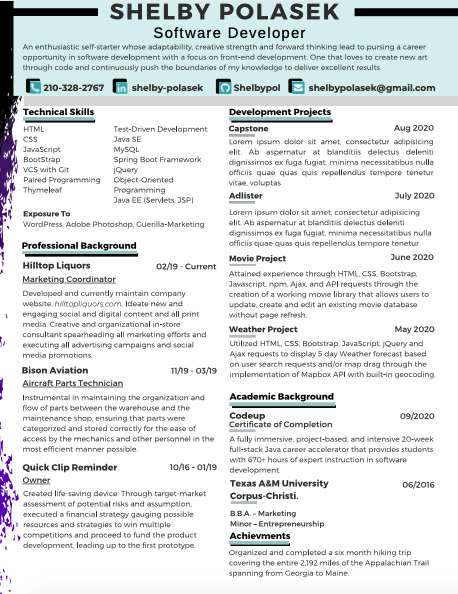 SHELBY POLASEK
Software Developer
An enthusiastic self-starter whose adaptability, creative strength and forward thinking lead to pursing a career
opportunity in software development with a focus on front-end development. One that loves to create new art
through code and continuously push the boundaries of my knowledge to deliver excellent results.
210-328-2767 shelby-polasek Shelbypol shelbypolasek@gmail.com
Technical Skills
HTML
CSS
JavaScript
BootStrap
VCS with Git
Paired Programming
Thymeleaf
Test-Driven Development
Java SE
MySQL
Spring Boot Framework
jQuery
Object-Oriented
Programming
Java EE (Servlets, JSP)
Exposure To
WordPress, Adobe Photoshop, Guerilla-Marketing
Professional Background
Hilltop Liquors 02/19 - Current
Marketing Coordinator
Developed and currently maintain company
website, hilltopliquors.com. Ideate new and
engaging social and digital content and all print
media. Creative and organizational in-store
consultant spearheading all marketing efforts and
executing all advertising campaigns and social
media promotions.
Bison Aviation 11/19 - 03/19
Aircraft Parts Technician
Instrumental in maintaining the organization and
flow of parts between the warehouse and the
maintenance shop, ensuring that parts were
categorized and stored correctly for the ease of
access by the mechanics and other personnel in the
most efficient manner possible.
Quick Clip Reminder 10/16 - 01/19
Owner
Created life-saving device. Through target-market
assessment of potential risks and assumption,
executed a financial strategy gauging possible
resources and strategies to win multiple
competitions and proceed to fund the product
development, leading up to the first prototype.
Development Projects
Capstone Aug 2020
Lorem ipsum dolor sit amet, consectetur adipisicing
elit. Ab aspernatur at blanditiis delectus deleniti
dignissimos ex fuga fugiat, minima necessitatibus nulla
officiis quae quas quis repellendus tempore tenetur
vitae, voluptas
Adlister July 2020
Lorem ipsum dolor sit amet, consectetur adipisicing
elit. Ab aspernatur at blanditiis delectus deleniti
dignissimos ex fuga fugiat, minima necessitatibus nulla
officiis quae quas quis repellendus tempore tenetur
Movie Project June 2020
Attained experience through HTML, CSS, Bootstrap,
Javascript, npm, Ajax, and API requests through the
creation of a working movie library that allows users to
update, create and edit an existing movie database
without page refresh.
Weather Project May 2020
Utilized HTML, CSS, Bootstrap, JavaScript, jQuery and
Ajax requests to display 5 day Weather forecast based
on user search requests and/or map drag through the
implementation of Mapbox API with built-in geocoding.
Academic Background
Codeup 09/2020
Certificate of Completion
A fully immersive, project-based, and intensive 20-week
full-stack Java career accelerator that provides students
with 670+ hours of expert instruction in software
development.
Texas A&M University 06/2016
Corpus-Christi.
B.B.A. - Marketing
Minor - Entrepreneurship
Achievments
Organized and completed a six month hiking trip
covering the entire 2,192 miles of the Appalachian Trail
spanning from Georgia to Maine.